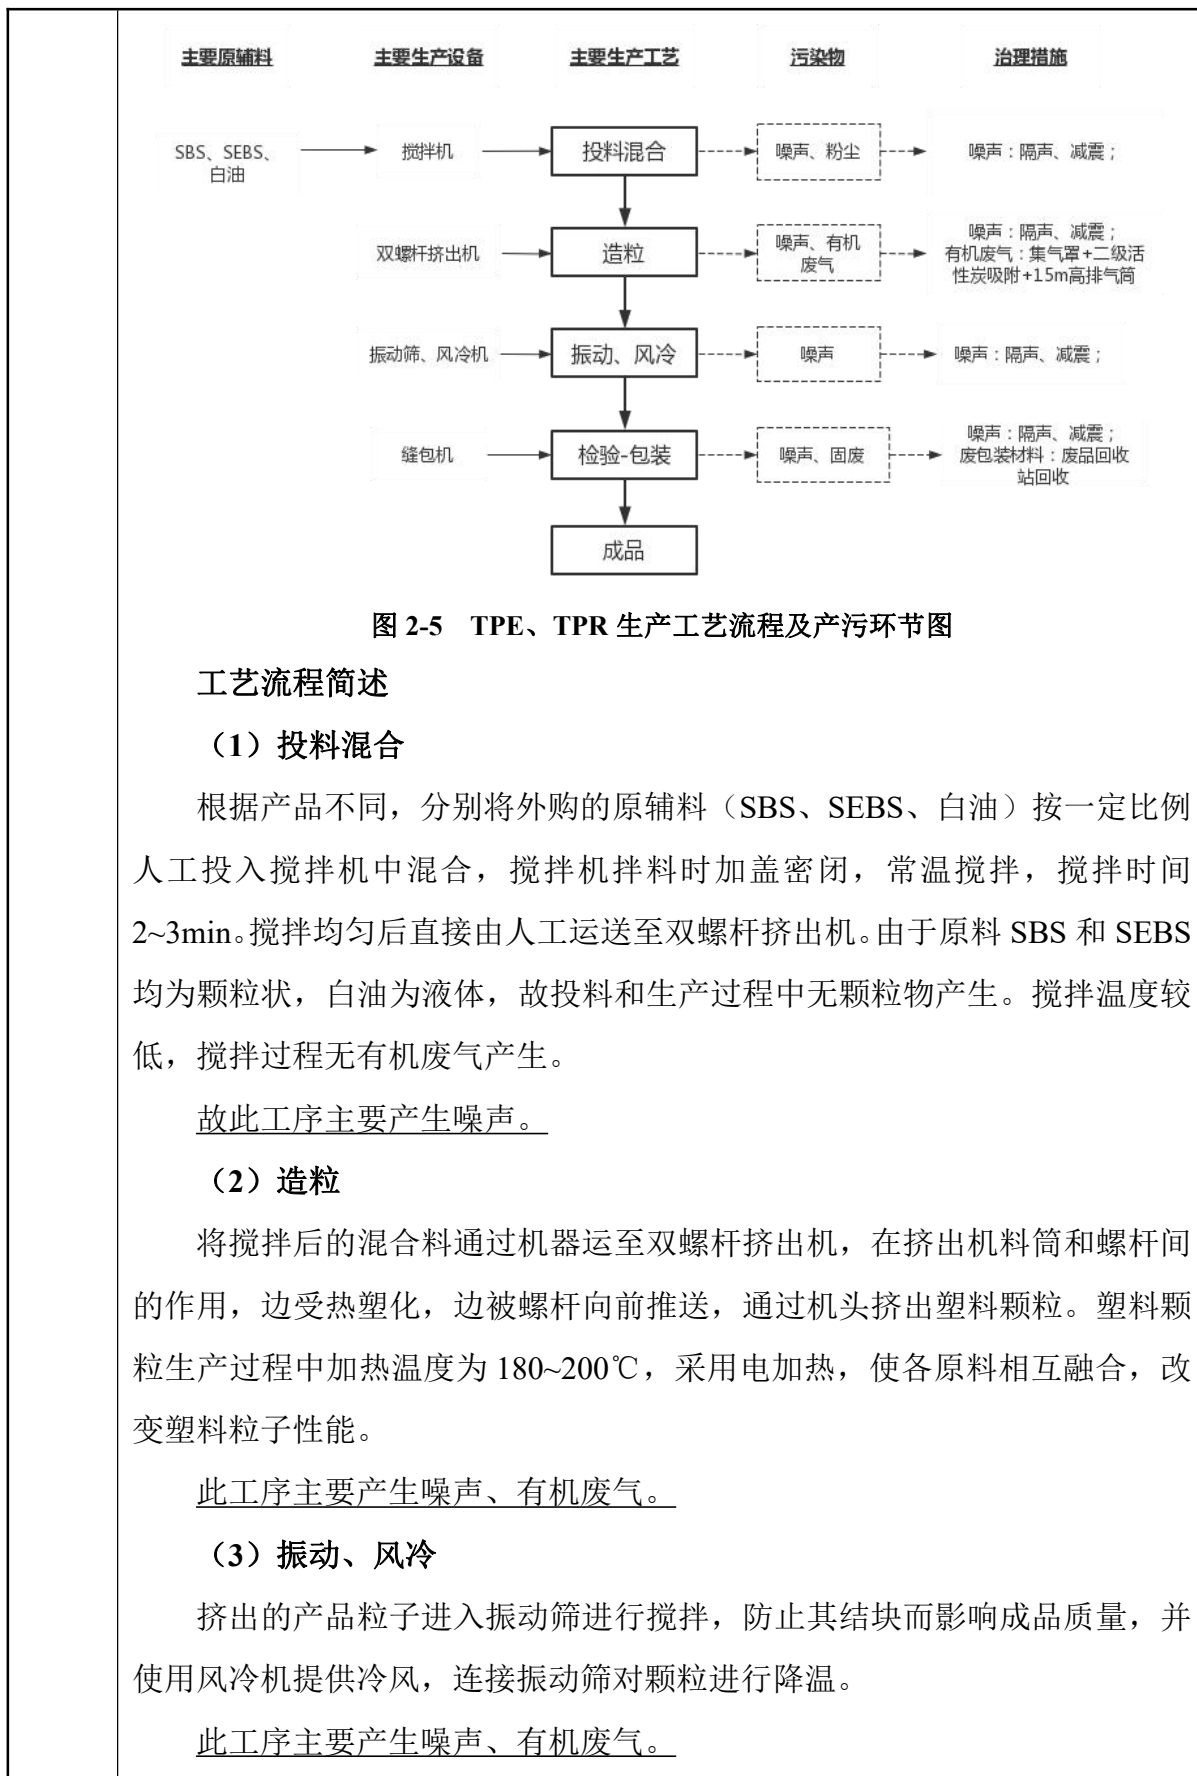 主要原辅料 主要生产设备 主要生产工艺 污染物 治理措施
SBS、SEBS、
白油
搅拌机
投料混合
噪声、粉尘
噪声：隔声、减震；
双螺杆挤出机
造粒
噪声、有机
废气
噪声：隔声、减震；
有机废气：集气罩+二级活
性炭吸附+15m高排气筒
振动筛、风冷机
振动、风冷
噪声
噪声：隔声、减震；
缝包机
检验-包装
噪声、固废
噪声：隔声、减震；
废包装材料：废品回收
站回收
成品
图 2-5 TPE、TPR 生产工艺流程及产污环节图
工艺流程简述
（1）投料混合
根据产品不同，分别将外购的原辅料（SBS、SEBS、白油）按一定比例
人工投入搅拌机中混合，搅拌机拌料时加盖密闭，常温搅拌，搅拌时间
2~3min。搅拌均匀后直接由人工运送至双螺杆挤出机。由于原料 SBS 和 SEBS
均为颗粒状，白油为液体，故投料和生产过程中无颗粒物产生。搅拌温度较
低，搅拌过程无有机废气产生。
故此工序主要产生噪声。
（2）造粒
将搅拌后的混合料通过机器运至双螺杆挤出机，在挤出机料筒和螺杆间
的作用，边受热塑化，边被螺杆向前推送，通过机头挤出塑料颗粒。塑料颗
粒生产过程中加热温度为 180~200℃，采用电加热，使各原料相互融合，改
变塑料粒子性能。
此工序主要产生噪声、有机废气。
（3）振动、风冷
挤出的产品粒子进入振动筛进行搅拌，防止其结块而影响成品质量，并
使用风冷机提供冷风，连接振动筛对颗粒进行降温。
此工序主要产生噪声、有机废气。